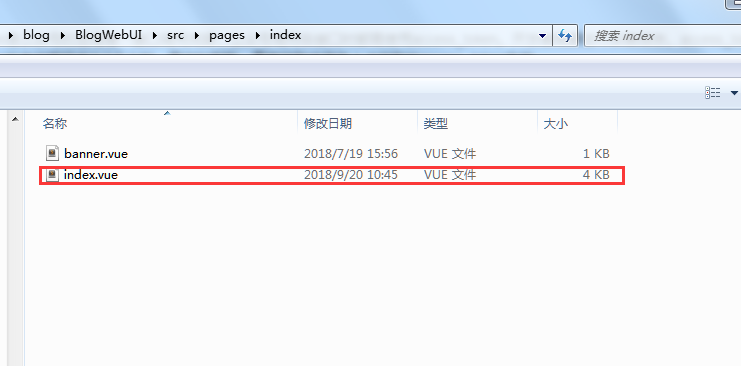 blog BlogWebUI src pages index 搜索 index
名称 修改日期 类型 大小
banner.vue 2018/7/19 15:56 VUE 文件 1 KB
index.vue 2018/9/20 10:45 VUE 文件 4 KB